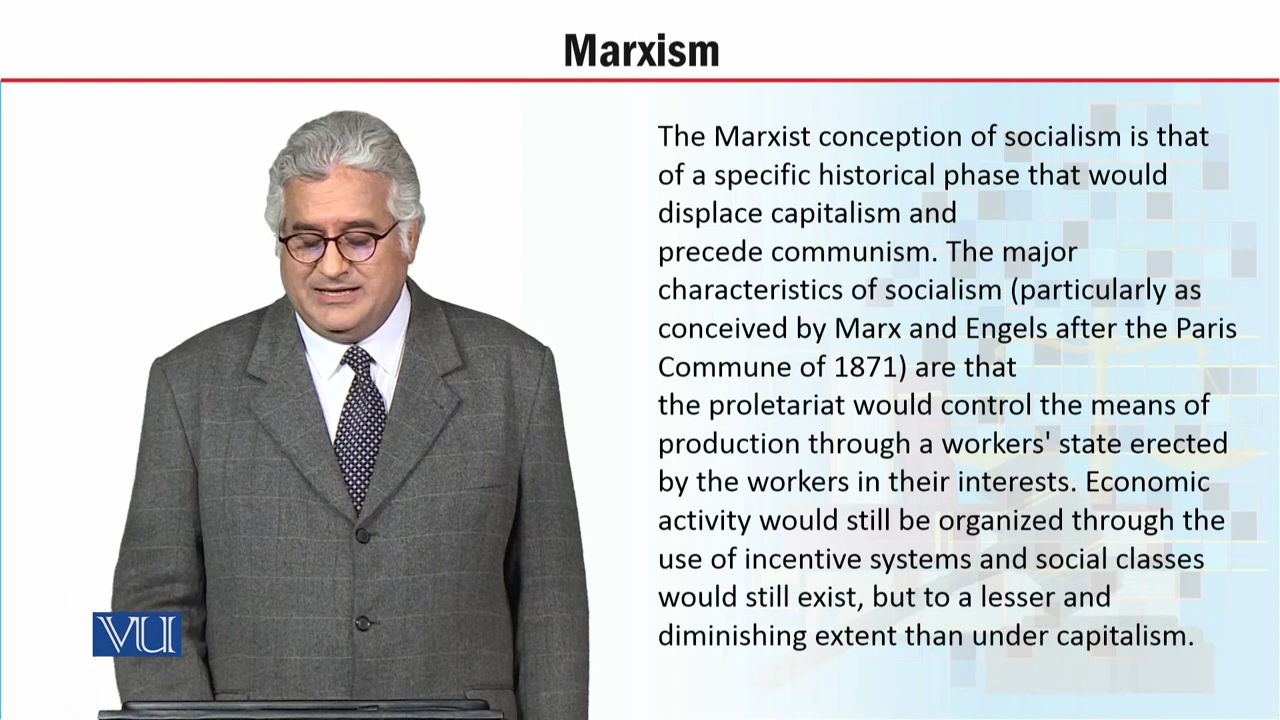 Marxism
The Marxist conception of socialism is that
of a specific historical phase that would
displace capitalism and
precede communism. The major
characteristics of socialism (particularly as
conceived by Marx and Engels after the Paris
Commune of 1871) are that
the proletariat would control the means of
production through a workers' state erected
by the workers in their interests. Economic
activity would still be organized through the
use of incentive systems and social classes
would still exist, but to a lesser and
diminishing extent than under capitalism.
VU